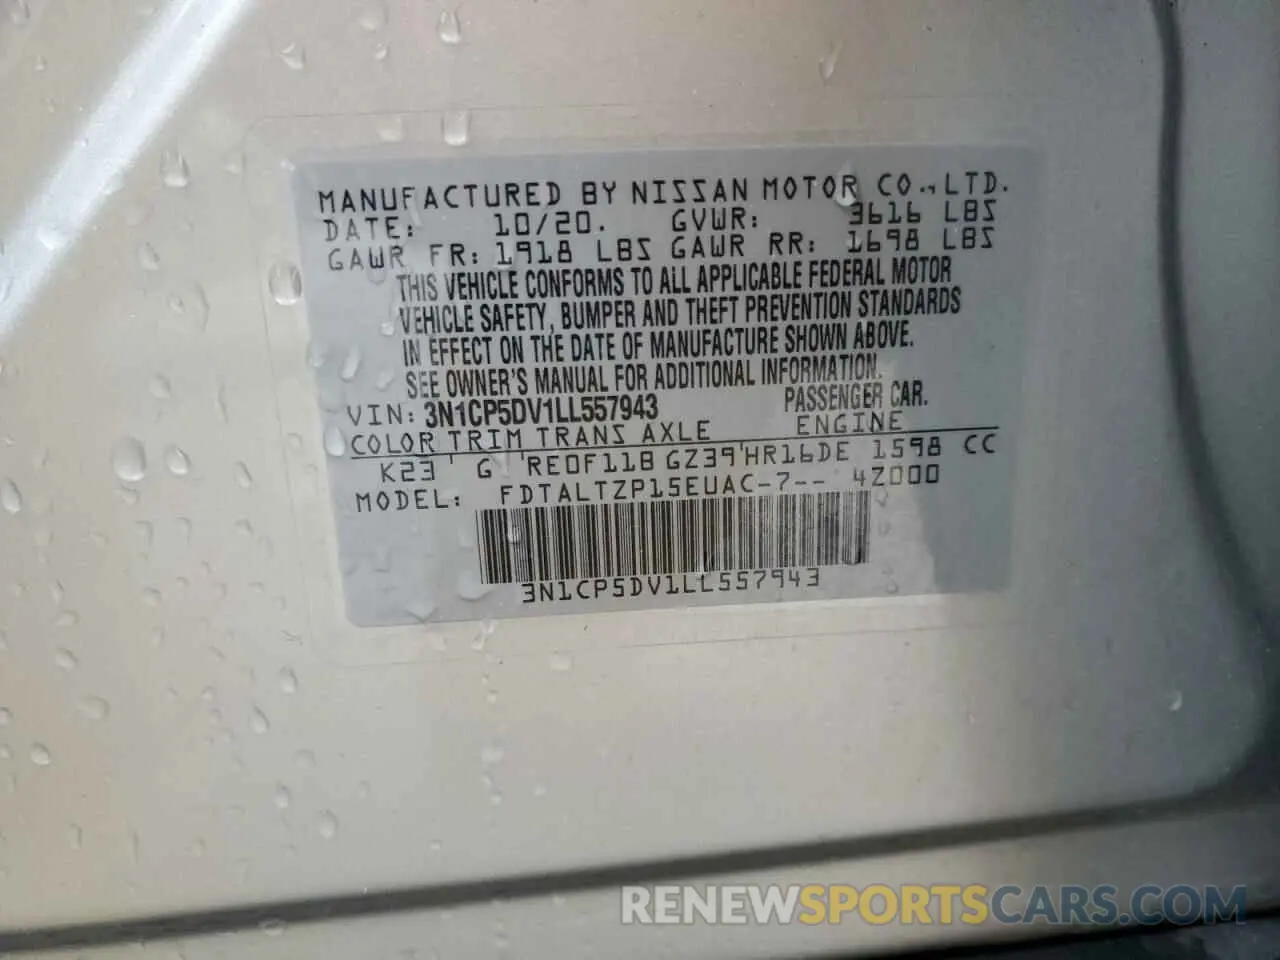 MANUFACTURED BY NISSAN MOTOR CO.,LTD.
DATE: 10/20. GVWR: 3616 LBS
GAWR FR: 1918 LBS GAWR RR: 1698 LBS
THIS VEHICLE CONFORMS TO ALL APPLICABLE FEDERAL MOTOR
VEHICLE SAFETY, BUMPER AND THEFT PREVENTION STANDARDS
IN EFFECT ON THE DATE OF MANUFACTURE SHOWN ABOVE.
SEE OWNER'S MANUAL FOR ADDITIONAL INFORMATION.
VIN: 3N1CP5DV1LL557943 PASSENGER CAR.
COLOR TRIM TRANS AXLE ENGINE
K23 G RE0F11B GZ39 HR16DE 1598 CC
MODEL: FDTALTZP15EUAC-7-- 4Z000
3N1CP5DV1LL557943
RENEWSPORTSCARS.COM